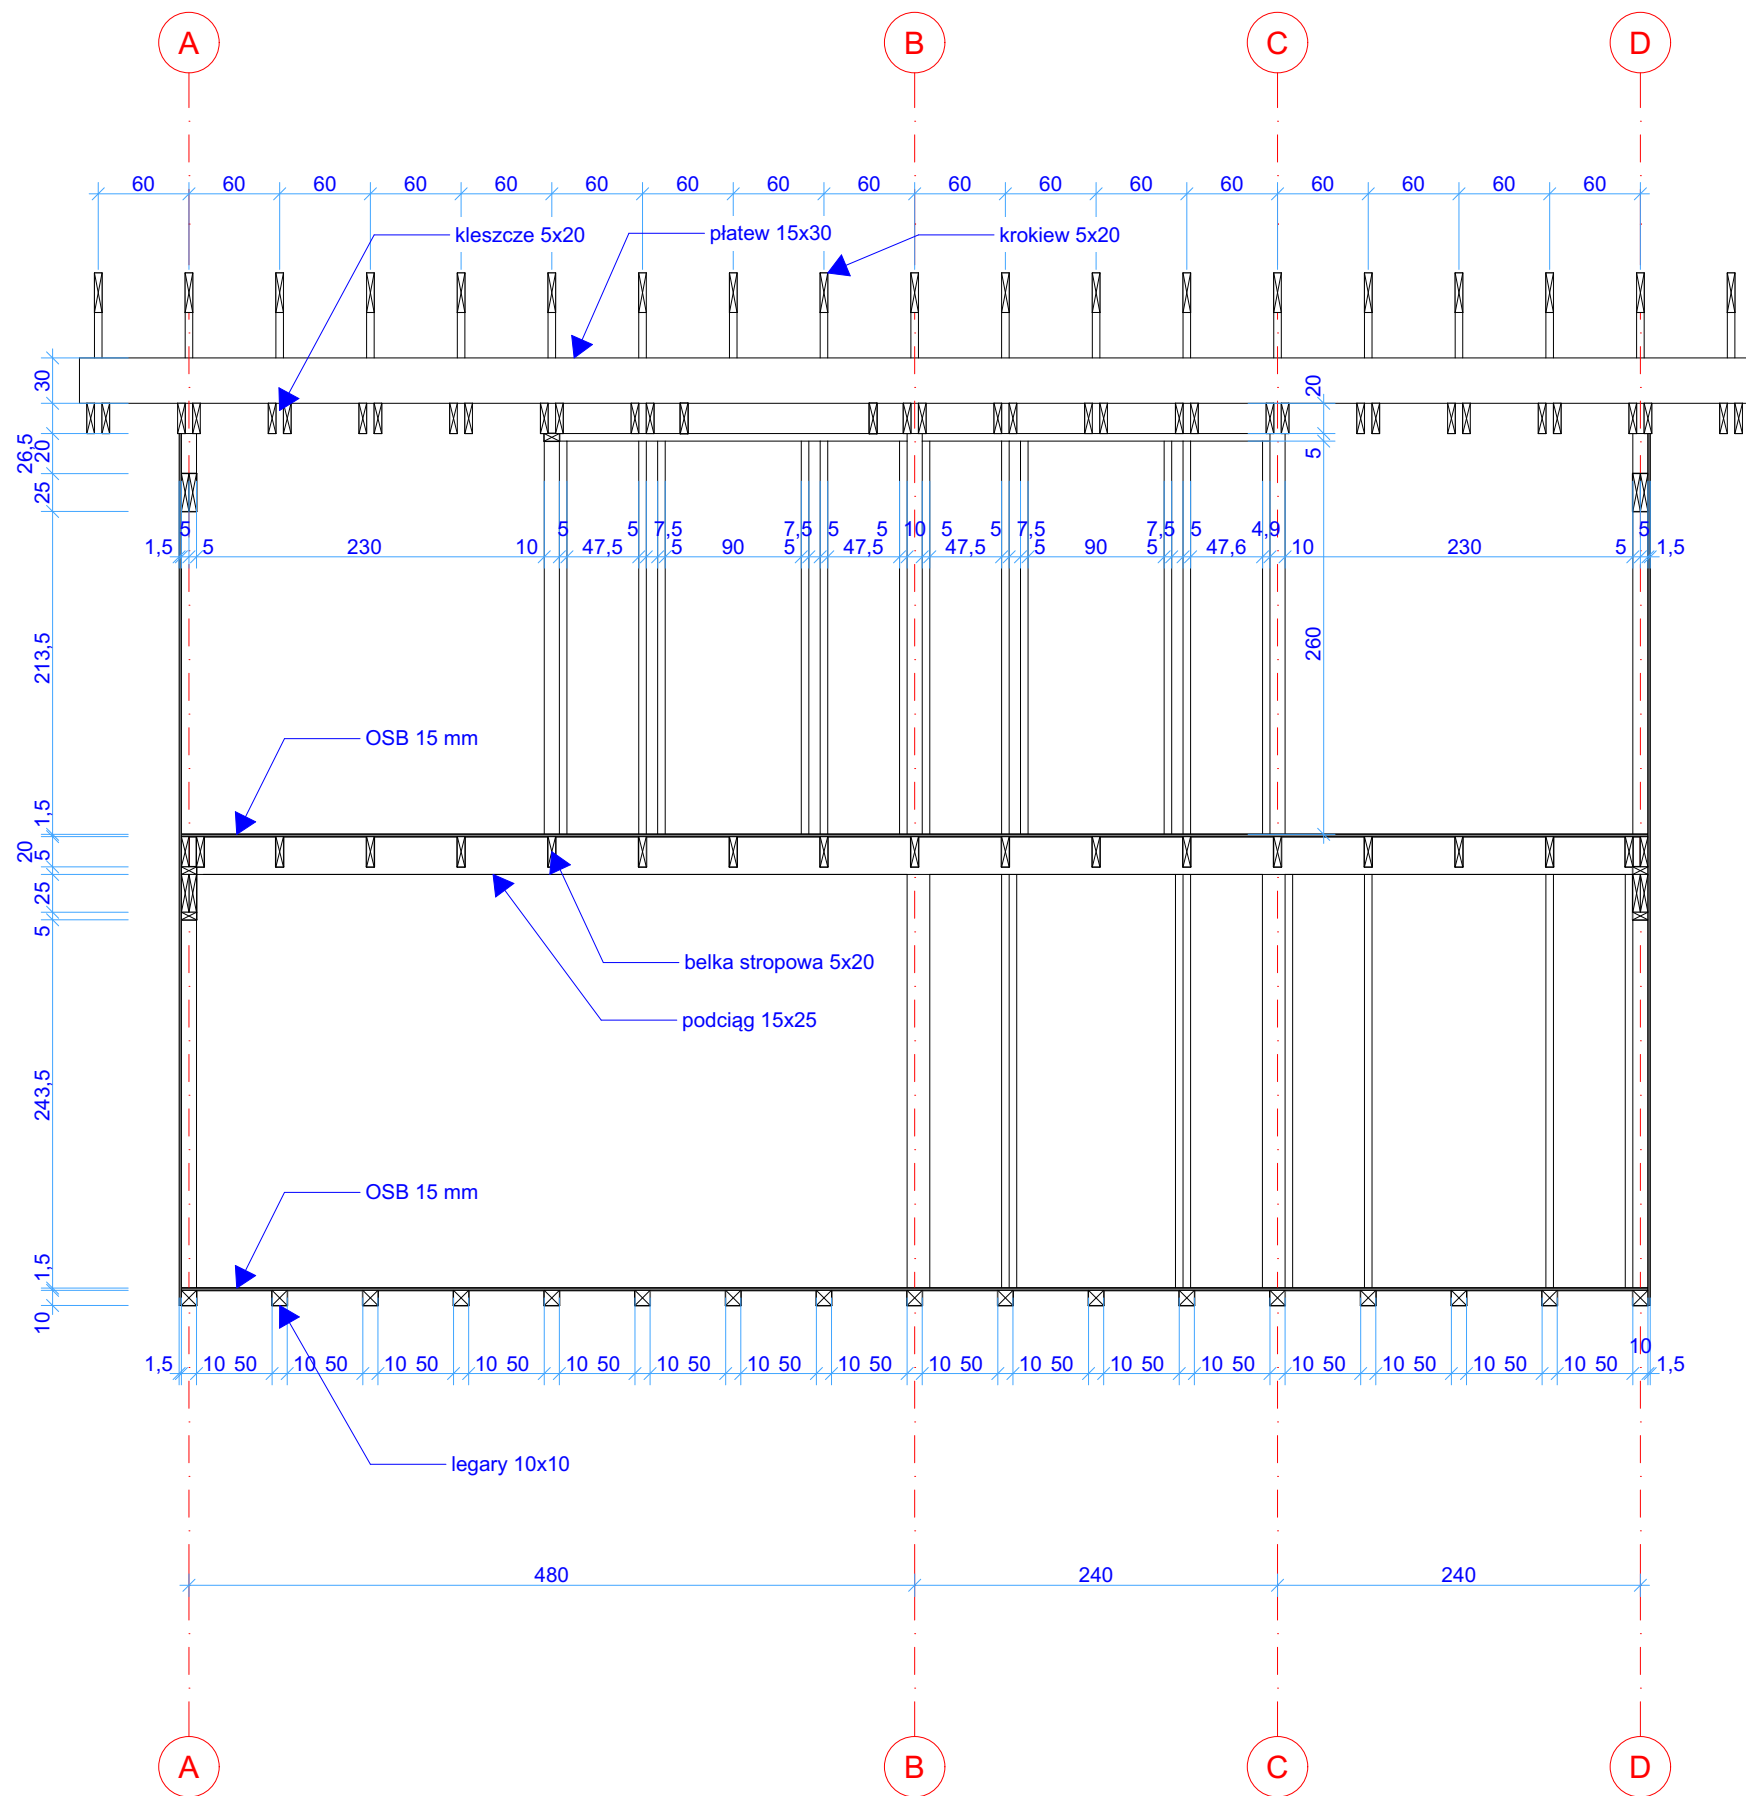 A B C D
60 60 60 60 60 60 60 60 60 60 60 60 60 60 60 60 60
kleszcze 5x20 płatew 15x30 krokiew 5x20
30
20
26,5
20
5
25
5 5 5 7,5 7,5 5 5 10 5 5 7,5 7,5 5 4,9 5
1,5 5 230 10 47,5 5 90 5 47,5 47,5 5 90 5 47,6 10 230 5 1,5
213,5
260
OSB 15 mm
1,5
20
5
25
5
belka stropowa 5x20
podciąg 15x25
243,5
OSB 15 mm
1,5
10
10
1,5 10 50 10 50 10 50 10 50 10 50 10 50 10 50 10 50 10 50 10 50 10 50 10 50 10 50 10 50 10 50 10 50 1,5
legary 10x10
480 240 240
A B C D